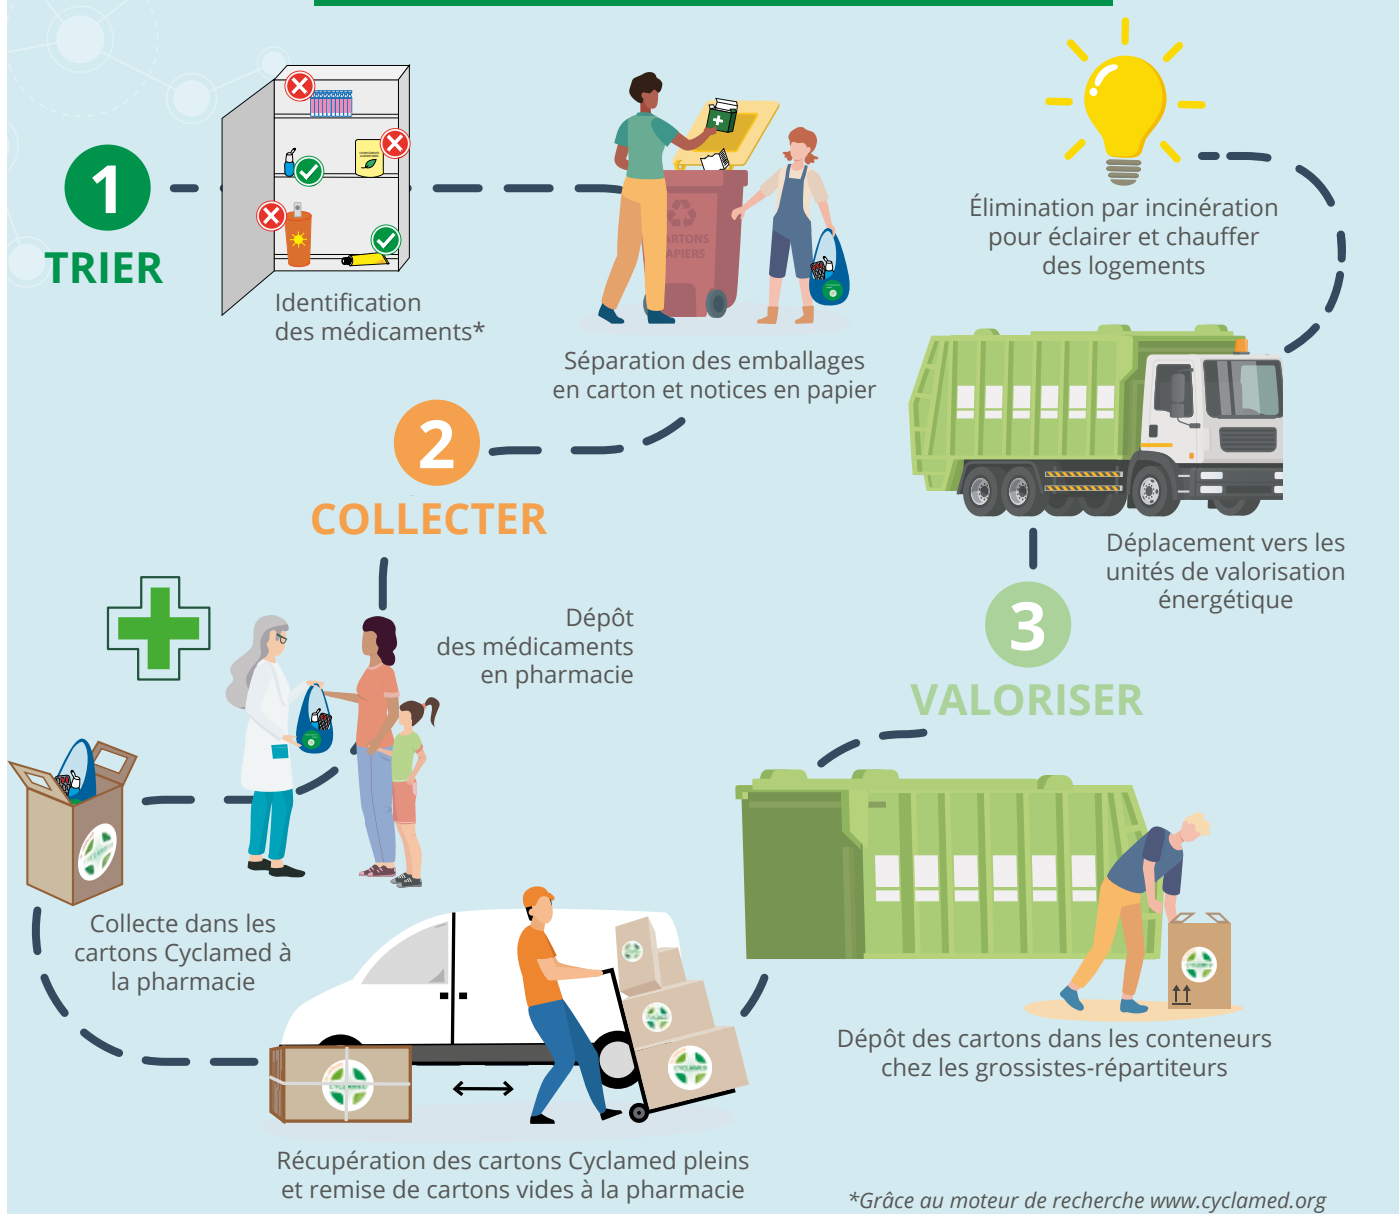 1
TRIER
Identification
des médicaments*
CARTONS
PAPIERS
Séparation des emballages
en carton et notices en papier
2
COLLECTER
Dépôt
des médicaments
en pharmacie
Collecte dans les
cartons Cyclamed à
la pharmacie
CYCLAMED
Récupération des cartons Cyclamed pleins
et remise de cartons vides à la pharmacie
Dépôt des cartons dans les conteneurs
chez les grossistes-répartiteurs
3
VALORISER
Déplacement vers les
unités de valorisation
énergétique
Élimination par incinération
pour éclairer et chauffer
des logements
*Grâce au moteur de recherche www.cyclamed.org